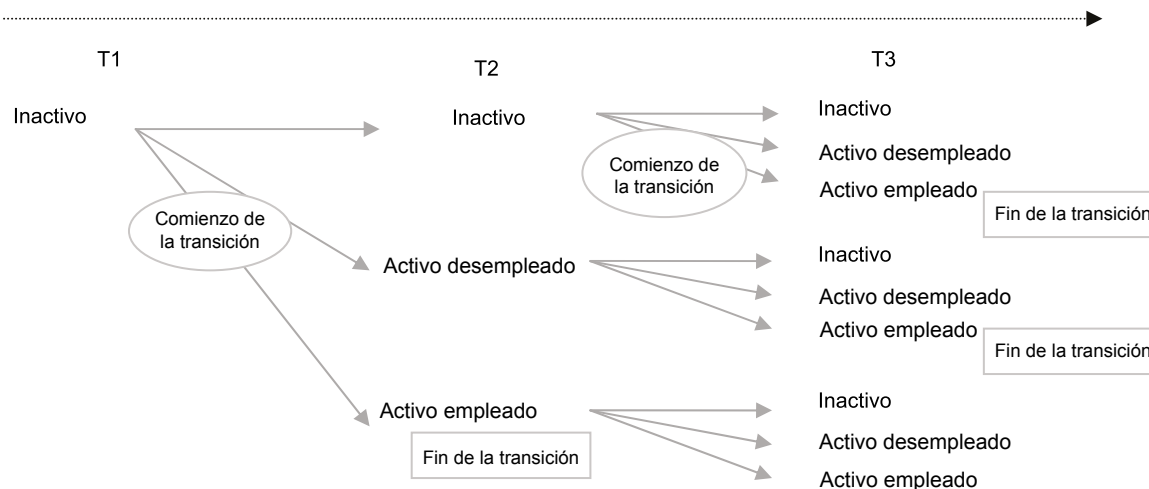 T1
T2
T3
Inactivo
Inactivo
Inactivo
Comienzo de
la transición
Activo desempleado
Activo empleado
Fin de la transición
Comienzo de
la transición
Activo desempleado
Inactivo
Activo desempleado
Activo empleado
Fin de la transición
Activo empleado
Fin de la transición
Inactivo
Activo desempleado
Activo empleado